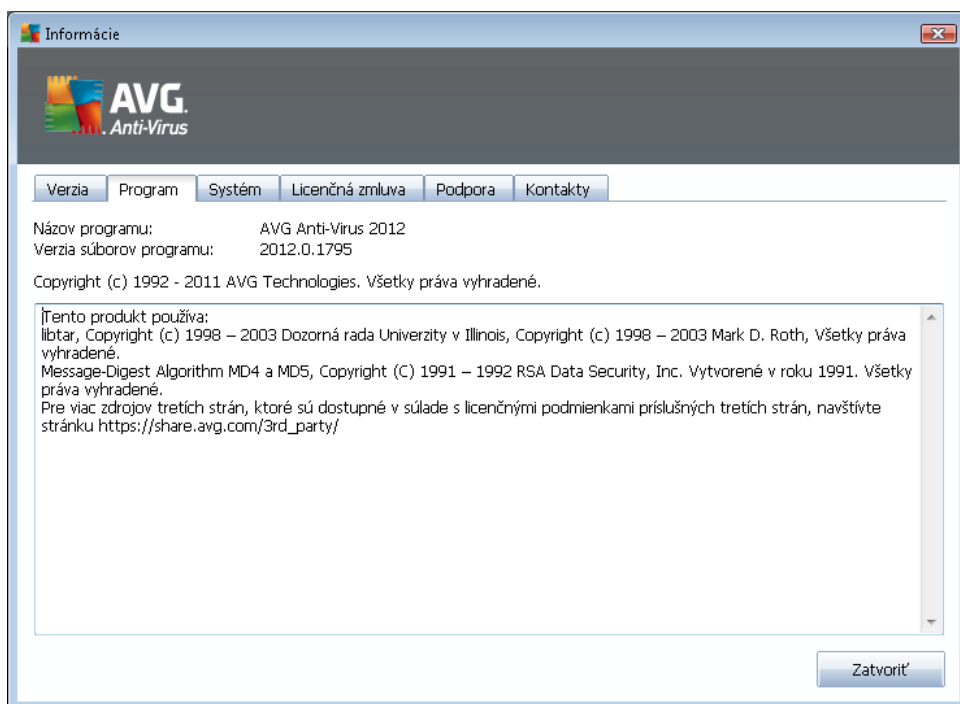 Informácie
AVG.
Anti-Virus
Verzia
Program
Systém
Licenčná zmluva
Podpora
Kontakty
Názov programu: AVG Anti-Virus 2012
Verzia súborov programu: 2012.0.1795
Copyright (c) 1992 - 2011 AVG Technologies. Všetky práva vyhradené.
Tento produkt používa:
libtar, Copyright (c) 1998 – 2003 Dozorná rada Univerzity v Illinois, Copyright (c) 1998 – 2003 Mark D. Roth, Všetky práva
vyhradené.
Message-Digest Algorithm MD4 a MD5, Copyright (C) 1991 – 1992 RSA Data Security, Inc. Vytvorené v roku 1991. Všetky
práva vyhradené.
Pre viac zdrojov tretích strán, ktoré sú dostupné v súlade s licenčnými podmienkami príslušných tretích strán, navštívte
stránku https://share.avg.com/3rd_party/
Zatvoriť